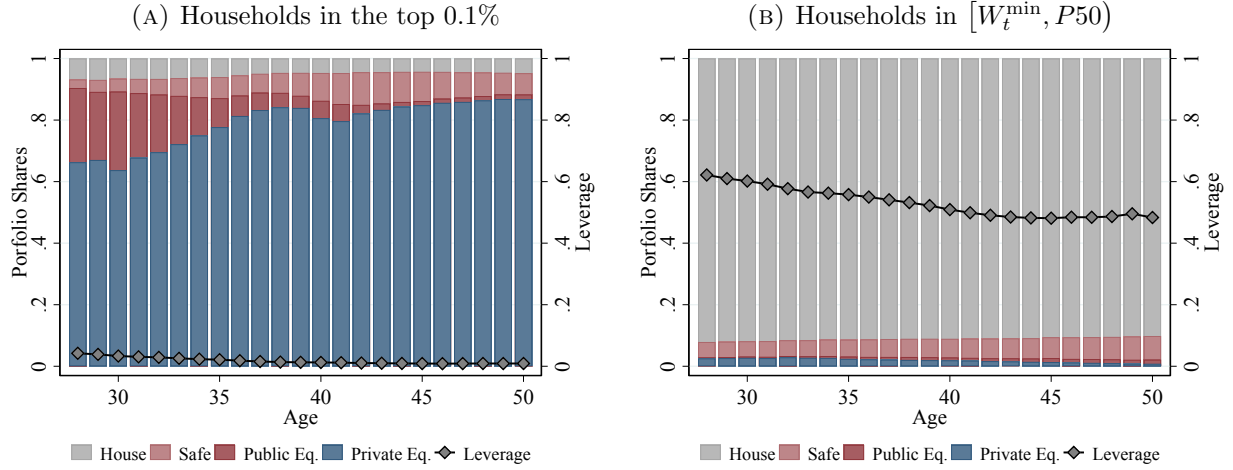 (A) Households in the top 0.1%
Porfolio Shares
0 .2 .4 .6 .8 1
0 .2 .4 .6 .8 1
Leverage
30 35 40 45 50
Age
House Safe Public Eq. Private Eq. Leverage
(B) Households in [W_t^min, P50)
Porfolio Shares
0 .2 .4 .6 .8 1
0 .2 .4 .6 .8 1
Leverage
30 35 40 45 50
Age
House Safe Public Eq. Private Eq. Leverage